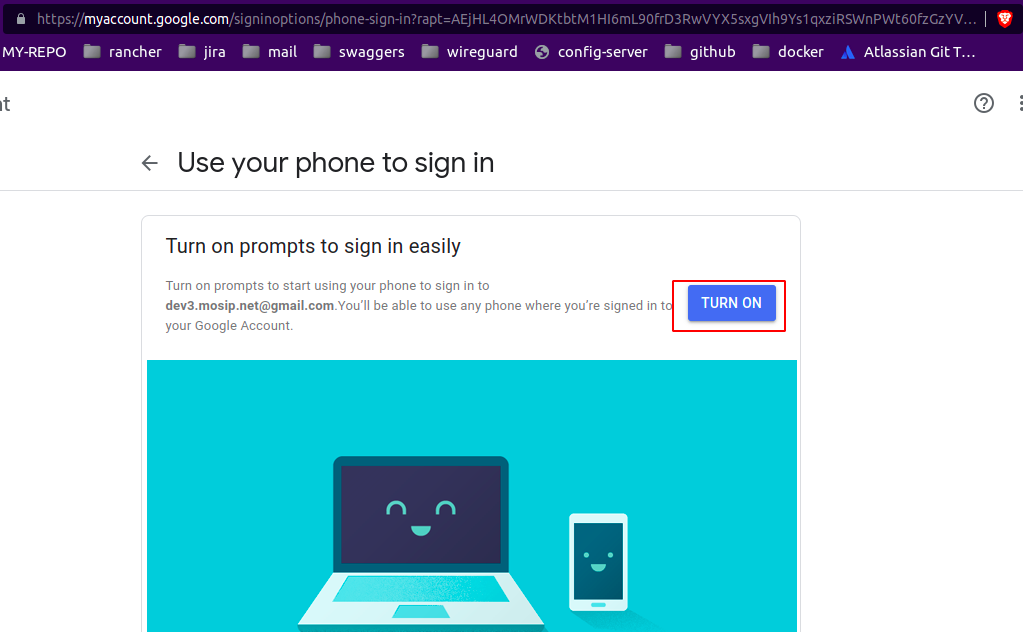 https://myaccount.google.com/signinoptions/phone-sign-in?rapt=AEjHL4OMrWDKtbtM1HI6mL90frD3RwVYX5sxgVlh9Ys1qxziRSWnPWt60fzGzYV...
MY-REPO rancher jira mail swaggers wireguard config-server github docker Atlassian Git T...
nt
Use your phone to sign in
Turn on prompts to sign in easily
Turn on prompts to start using your phone to sign in to
dev3.mosip.net@gmail.com.You’ll be able to use any phone where you’re signed in to
your Google Account.
TURN ON